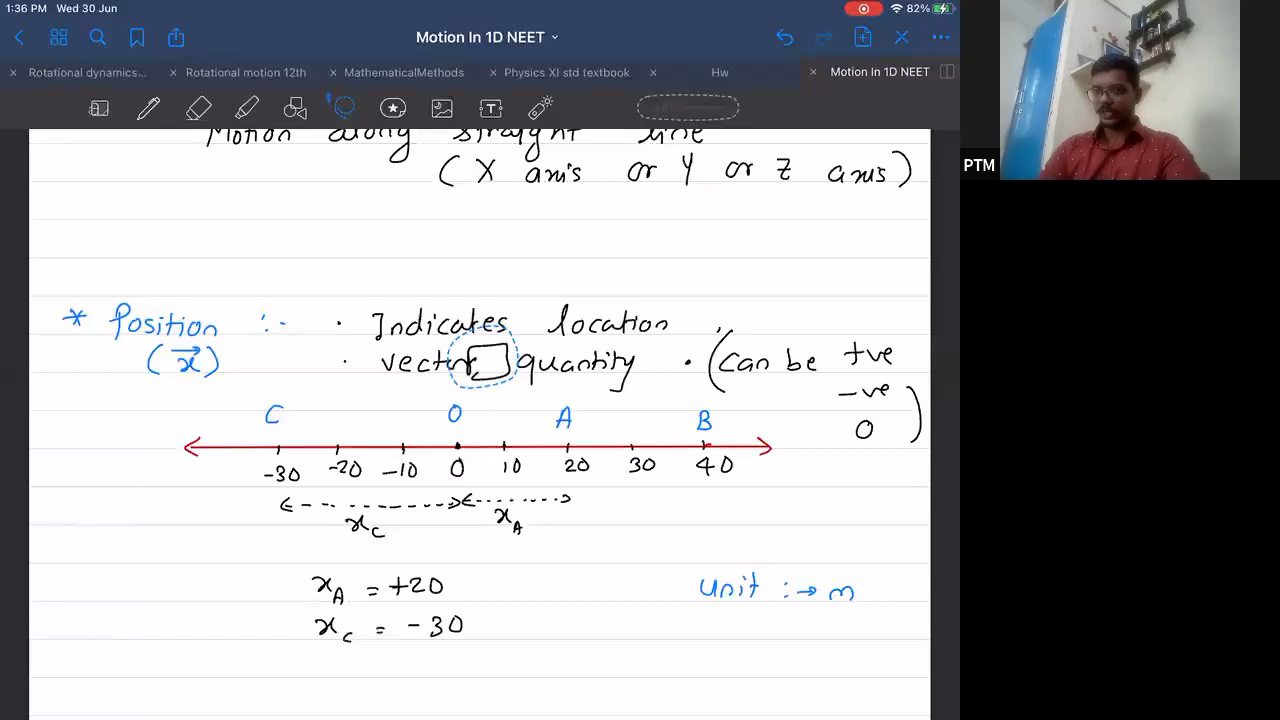 1:36 PM Wed 30 Jun
82%
Motion In 1D NEET
Rotational dynamics...
Rotational motion 12th
MathematicalMethods
Physics XI std textbook
Hw
Motion In 1D NEET
Motion along straight line
( X axis or Y or Z axis )
PTM
* Position :- · Indicates location
(x⃗) · vector quantity · (can be +ve
-ve
0 )
C O A B
-30 -20 -10 0 10 20 30 40
x_C x_A
x_A = +20 unit :→ m
x_C = -30